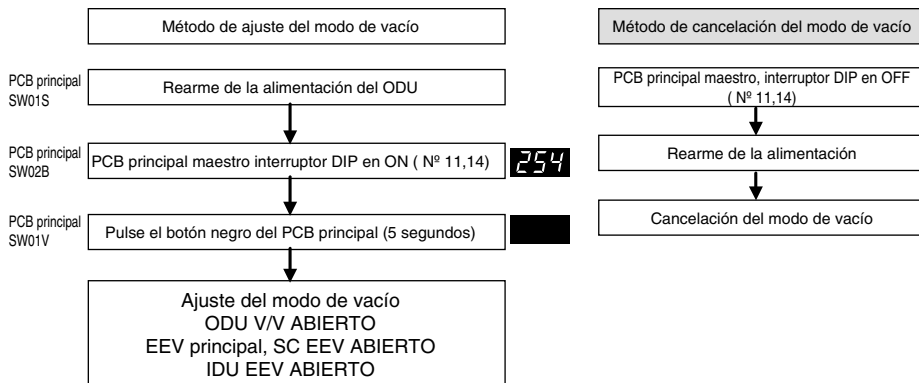 Método de ajuste del modo de vacío
PCB principal
SW01S
Rearme de la alimentación del ODU
PCB principal
SW02B
PCB principal maestro interruptor DIP en ON ( Nº 11,14)
254
PCB principal
SW01V
Pulse el botón negro del PCB principal (5 segundos)
Ajuste del modo de vacío
ODU V/V ABIERTO
EEV principal, SC EEV ABIERTO
IDU EEV ABIERTO
Método de cancelación del modo de vacío
PCB principal maestro, interruptor DIP en OFF
( Nº 11,14)
Rearme de la alimentación
Cancelación del modo de vacío